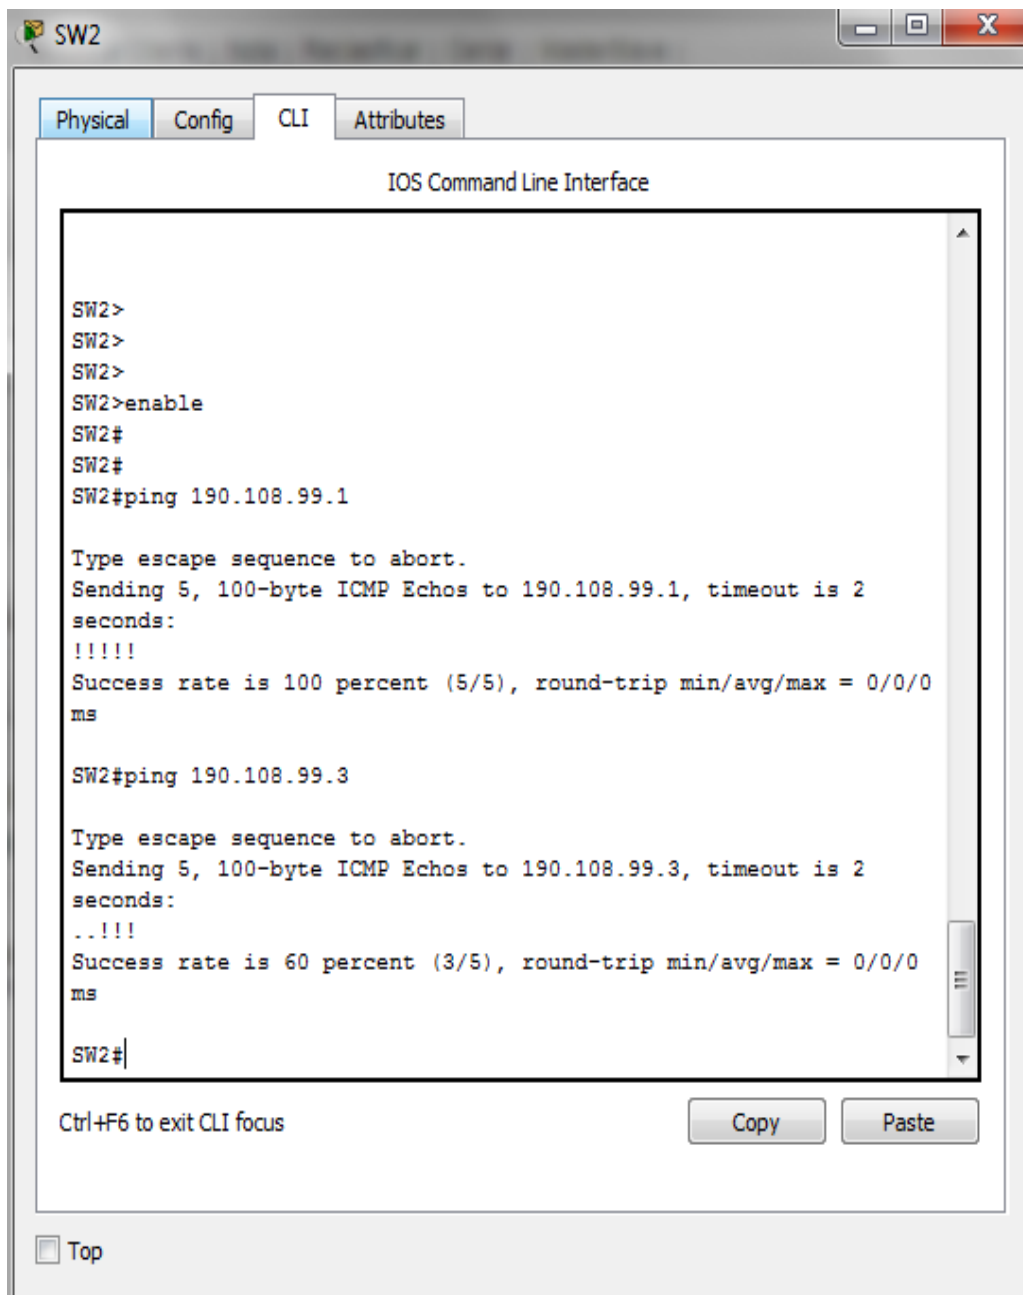 SW2
Physical Config CLI Attributes
IOS Command Line Interface
SW2>
SW2>
SW2>
SW2>enable
SW2#
SW2#
SW2#ping 190.108.99.1
Type escape sequence to abort.
Sending 5, 100-byte ICMP Echos to 190.108.99.1, timeout is 2
seconds:
!!!!!
Success rate is 100 percent (5/5), round-trip min/avg/max = 0/0/0
ms
SW2#ping 190.108.99.3
Type escape sequence to abort.
Sending 5, 100-byte ICMP Echos to 190.108.99.3, timeout is 2
seconds:
..!!!
Success rate is 60 percent (3/5), round-trip min/avg/max = 0/0/0
ms
SW2#
Ctrl+F6 to exit CLI focus
Copy Paste
Top